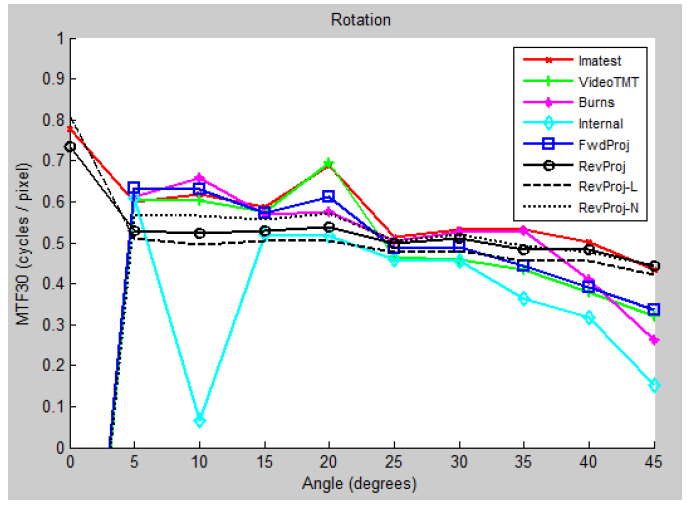 Rotation
1
0.9
0.8
0.7
0.6
0.5
0.4
0.3
0.2
0.1
0
MTF30 (cycles / pixel)
Imatest
VideoTMT
Burns
Internal
FwdProj
RevProj
RevProj-L
RevProj-N
0 5 10 15 20 25 30 35 40 45
Angle (degrees)